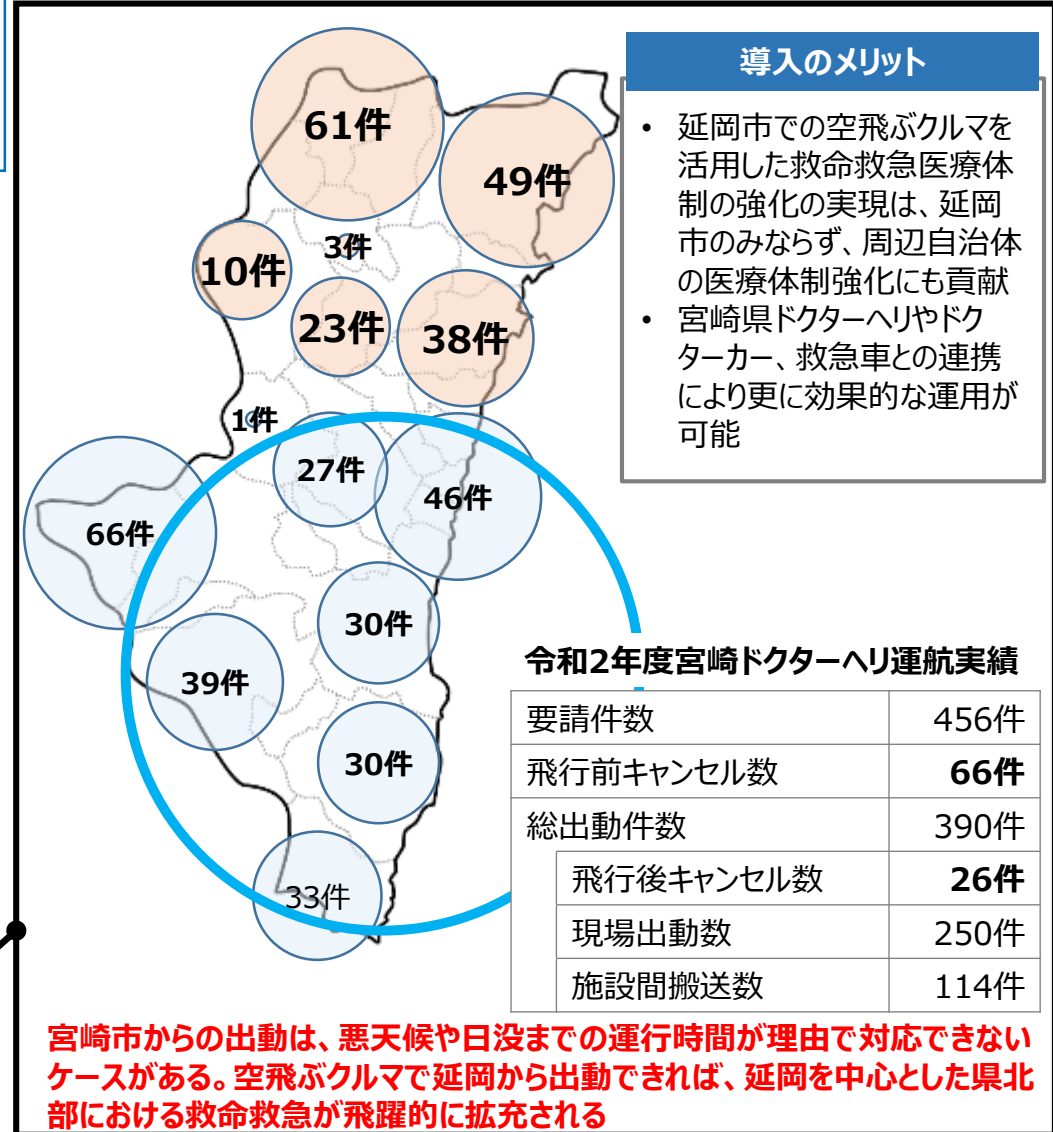 導入のメリット
• 延岡市での空飛ぶクルマを
活用した救命救急医療体
制の強化の実現は、延岡
市のみならず、周辺自治体
の医療体制強化にも貢献
• 宮崎県ドクターヘリやドク
ターカー、救急車との連携
により更に効果的な運用が
可能
61件
49件
3件
10件
23件
38件
1件
27件
46件
66件
30件
39件
30件
33件
令和2年度宮崎ドクターヘリ運航実績
要請件数 456件
飛行前キャンセル数 66件
総出動件数 390件
飛行後キャンセル数 26件
現場出動数 250件
施設間搬送数 114件
宮崎市からの出動は、悪天候や日没までの運行時間が理由で対応できない
ケースがある。空飛ぶクルマで延岡から出動できれば、延岡を中心とした県北
部における救命救急が飛躍的に拡充される